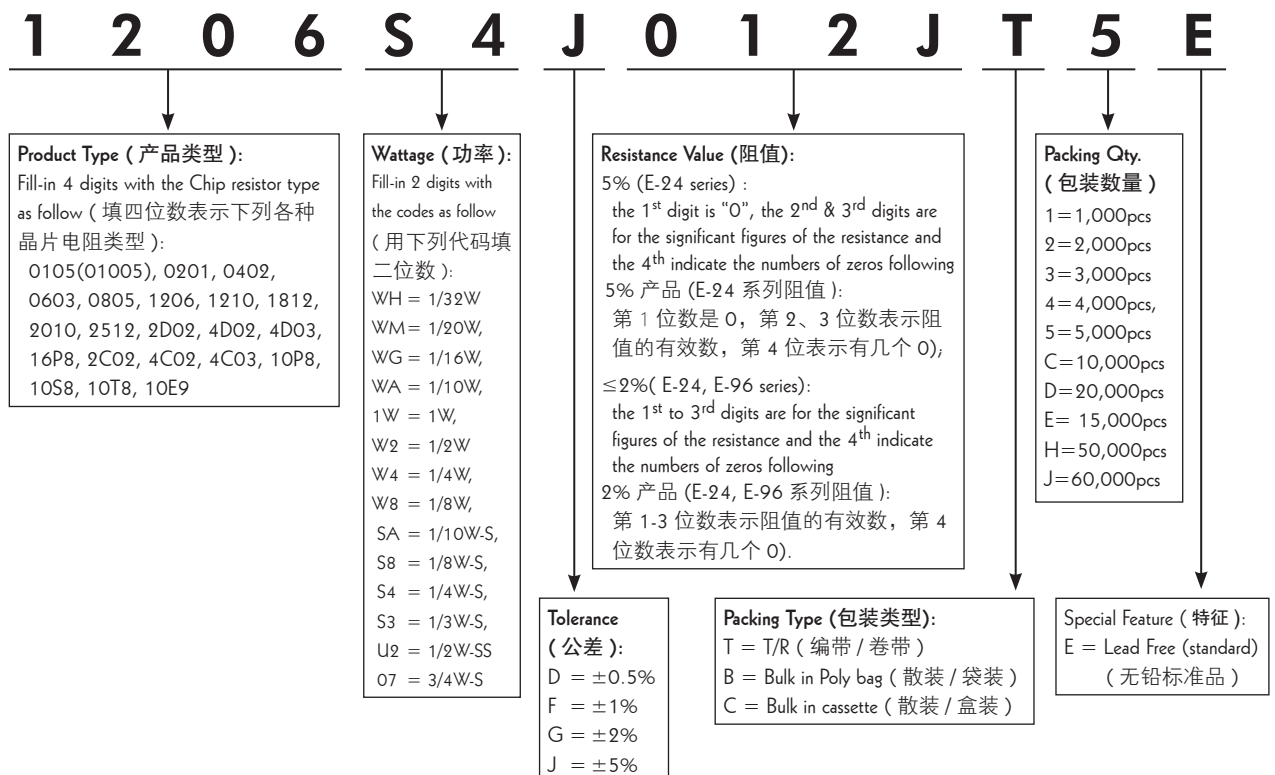 1 2 0 6 S 4 J 0 1 2 J T 5 E
Product Type ( 产品类型 ):
Fill-in 4 digits with the Chip resistor type
as follow ( 填四位数表示下列各种
晶片电阻类型 ):
0105(01005), 0201, 0402,
0603, 0805, 1206, 1210, 1812,
2010, 2512, 2D02, 4D02, 4D03,
16P8, 2C02, 4C02, 4C03, 10P8,
10S8, 10T8, 10E9
Wattage ( 功率 ):
Fill-in 2 digits with
the codes as follow
( 用下列代码填
二位数 ):
WH = 1/32W
WM = 1/20W,
WG = 1/16W,
WA = 1/10W,
1W = 1W,
W2 = 1/2W
W4 = 1/4W,
W8 = 1/8W,
SA = 1/10W-S,
S8 = 1/8W-S,
S4 = 1/4W-S,
S3 = 1/3W-S,
U2 = 1/2W-SS
07 = 3/4W-S
Resistance Value (阻值):
5% (E-24 series) :
the 1st digit is “0”, the 2nd & 3rd digits are
for the significant figures of the resistance and
the 4th indicate the numbers of zeros following
5% 产品 (E-24 系列阻值 ):
第 1 位数是 0，第 2、3 位数表示阻
值的有效数，第 4 位表示有几个 0);
≤2%( E-24, E-96 series):
the 1st to 3rd digits are for the significant
figures of the resistance and the 4th indicate
the numbers of zeros following
2% 产品 (E-24, E-96 系列阻值 ):
第 1-3 位数表示阻值的有效数，第 4
位数表示有几个 0).
Packing Qty.
( 包装数量 )
1=1,000pcs
2=2,000pcs
3=3,000pcs
4=4,000pcs,
5=5,000pcs
C=10,000pcs
D=20,000pcs
E= 15,000pcs
H=50,000pcs
J=60,000pcs
Tolerance
( 公差 ):
D = ±0.5%
F = ±1%
G = ±2%
J = ±5%
Packing Type (包装类型):
T = T/R ( 编带 / 卷带 )
B = Bulk in Poly bag ( 散装 / 袋装 )
C = Bulk in cassette ( 散装 / 盒装 )
Special Feature ( 特征 ):
E = Lead Free (standard)
( 无铅标准品 )